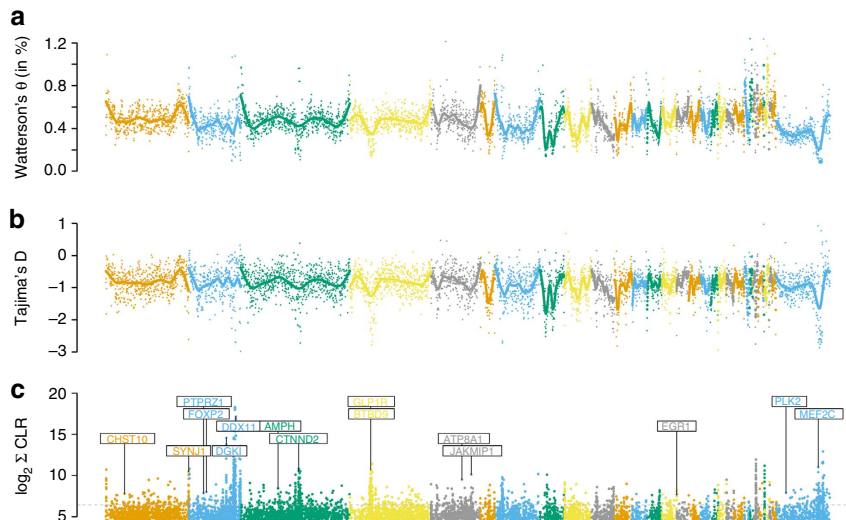 a
Watterson's θ (in %)
1.2
0.8
0.4
0.0
b
Tajima's D
1
0
−1
−2
−3
c
log2 Σ CLR
20
15
10
5
PTPRZ1
GLP1R
PLK2
FOXP2
BTBD9
MEF2C
DDX11
AMPH
EGR1
CHST10
CTNND2
ATP8A1
SYNJ1
DGKI
JAKMIP1